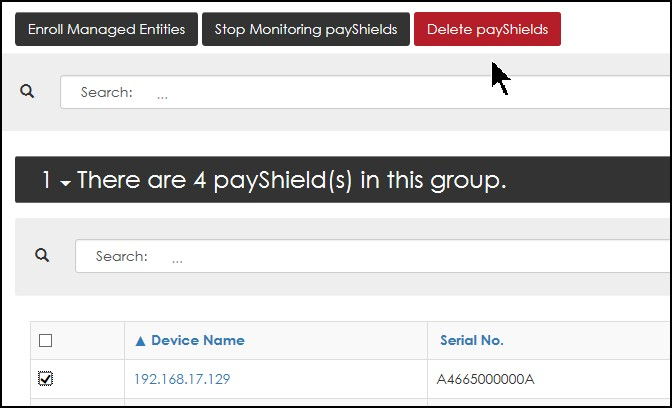 Enroll Managed Entities Stop Monitoring payShields Delete payShields
Search: ...
1 There are 4 payShield(s) in this group.
Search: ...
▲ Device Name Serial No.
192.168.17.129 A4665000000A